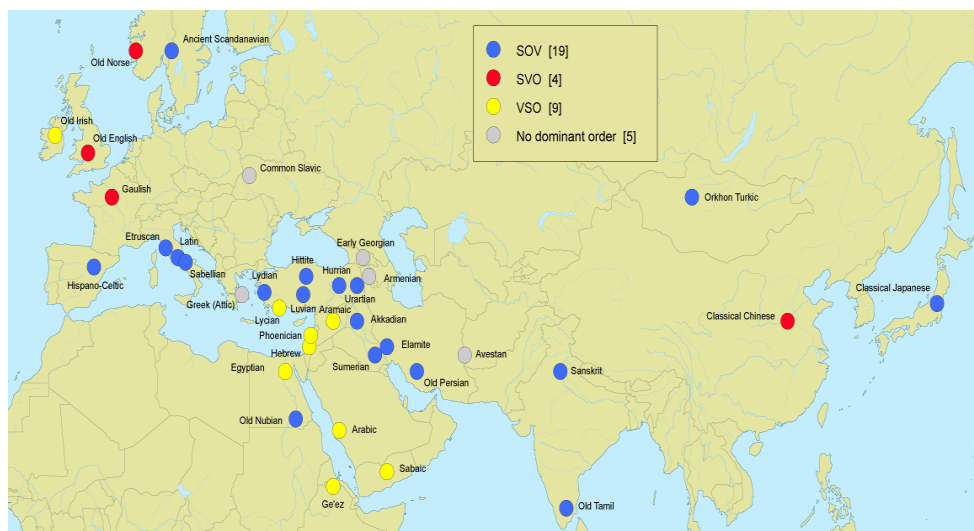 Ancient Scandanavian
Old Norse
SOV [19]
SVO [4]
VSO [9]
No dominant order [5]
Old Irish
Old English
Common Slavic
Gaulish
Orkhon Turkic
Etruscan
Latin
Sabellian
Hispano-Celtic
Early Georgian
Hittite
Hurrian
Armenian
Lydian
Urartian
Greek (Attic)
Luvian
Aramaic
Lycian
Akkadian
Classical Japanese
Classical Chinese
Phoenician
Hebrew
Elamite
Avestan
Egyptian
Sumerian
Old Persian
Sanskrit
Old Nubian
Arabic
Sabaic
Ge'ez
Old Tamil